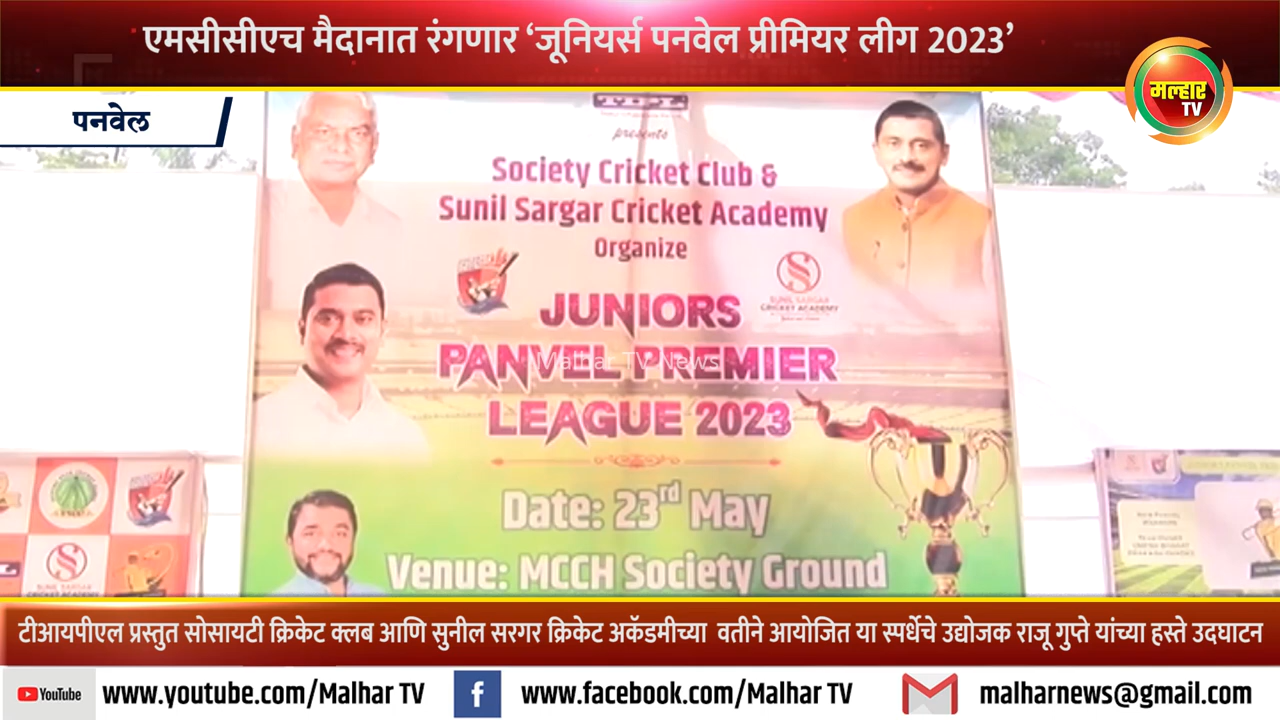 एमसीसीएच मैदानात रंगणार ‘जूनियर्स पनवेल प्रीमियर लीग 2023’
मल्हार
TV
पनवेल
presents
Society Cricket Club &
Sunil Sargar Cricket Academy
Organize
SUNIL SARGAR
CRICKET ACADEMY
JUNIORS
PANVEL PREMIER
Malhar TV News
LEAGUE 2023
Date: 23rd May
Venue: MCCH Society Ground
टीआयपीएल प्रस्तुत सोसायटी क्रिकेट क्लब आणि सुनील सरगर क्रिकेट अकॅडमीच्या वतीने आयोजित या स्पर्धेचे उद्योजक राजू गुप्ते यांच्या हस्ते उदघाटन
YouTube
www.youtube.com/Malhar TV
www.facebook.com/Malhar TV
malharnews@gmail.com